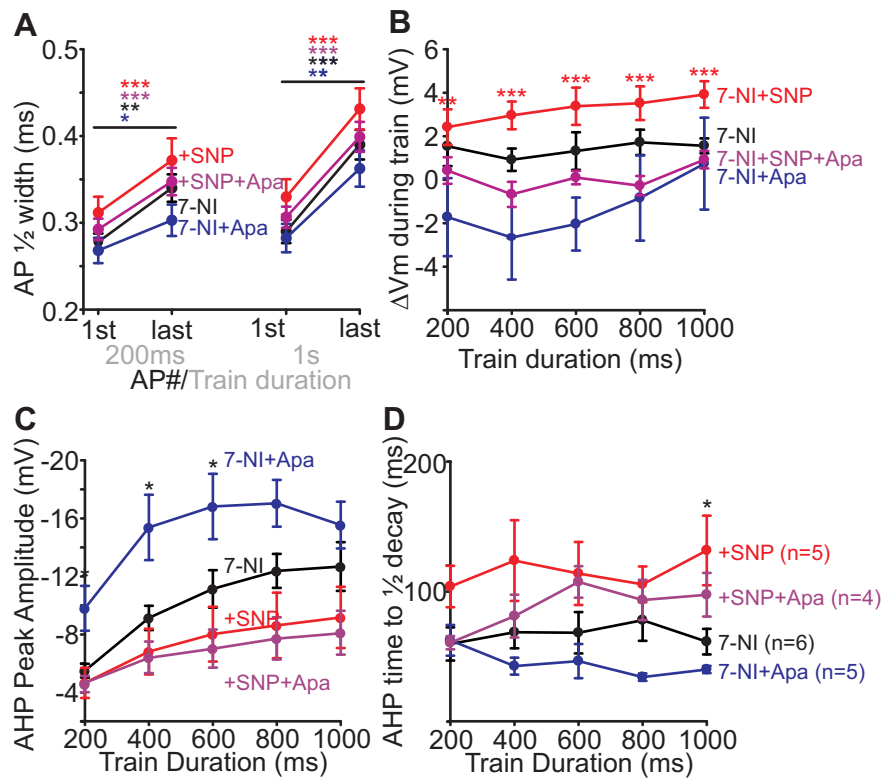 A
AP ½ width (ms)
0.5
0.4
0.3
0.2
***
***
**
*
***
***
***
**
+SNP
+SNP+Apa
7-NI
7-NI+Apa
1st last 1st last
200ms 1s
AP#/Train duration
B
ΔVm during train (mV)
6
4
2
0
-2
-4
** *** *** *** ***
7-NI+SNP
7-NI
7-NI+SNP+Apa
7-NI+Apa
200 400 600 800 1000
Train duration (ms)
C
AHP Peak Amplitude (mV)
-20
-16
-12
-8
-4
* * *
7-NI+Apa
7-NI
+SNP
+SNP+Apa
200 400 600 800 1000
Train Duration (ms)
D
AHP time to ½ decay (ms)
200
100
*
+SNP (n=5)
+SNP+Apa (n=4)
7-NI (n=6)
7-NI+Apa (n=5)
200 400 600 800 1000
Train Duration (ms)